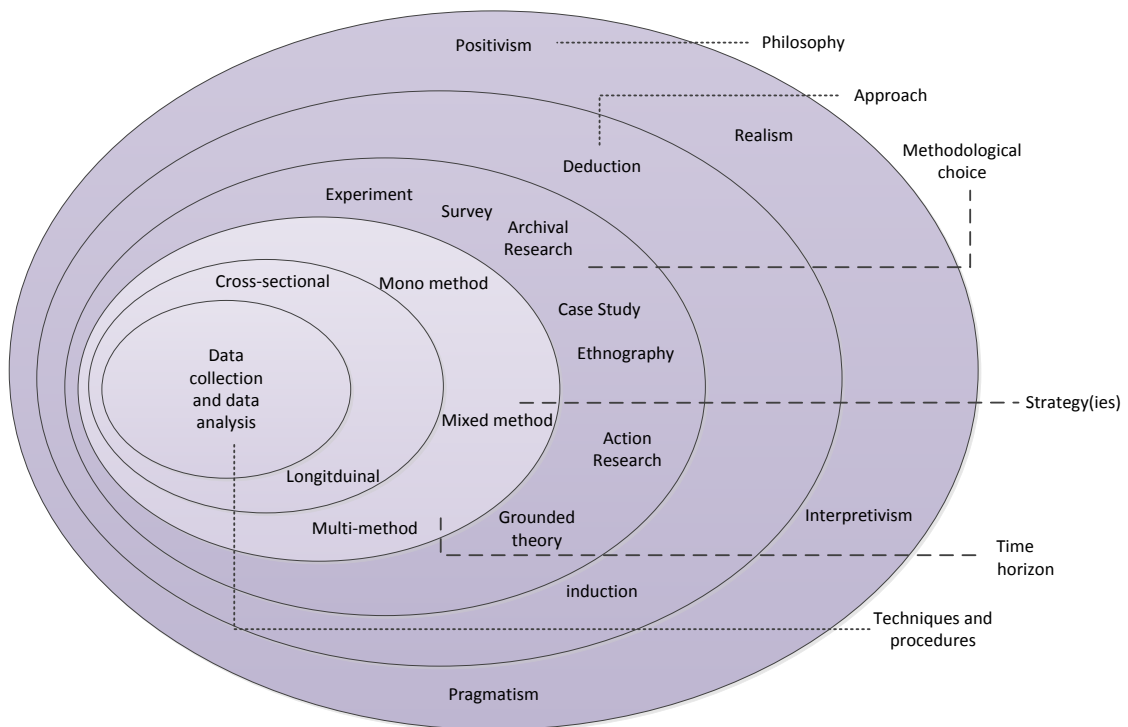 Positivism
Philosophy
Approach
Realism
Methodological
choice
Deduction
Experiment
Survey
Archival
Research
Cross-sectional
Mono method
Case Study
Data
collection
and data
analysis
Ethnography
Mixed method
Strategy(ies)
Action
Research
Longitduinal
Multi-method
Grounded
theory
Interpretivism
Time
horizon
induction
Techniques and
procedures
Pragmatism